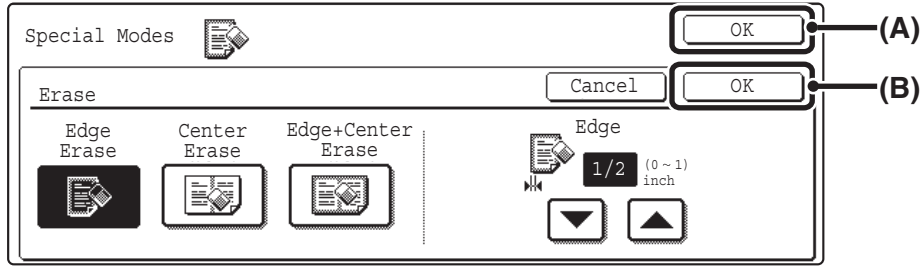 Special Modes OK (A)
Erase Cancel OK (B)
Edge Erase
Center Erase
Edge+Center Erase
Edge
1/2 (0~1) inch